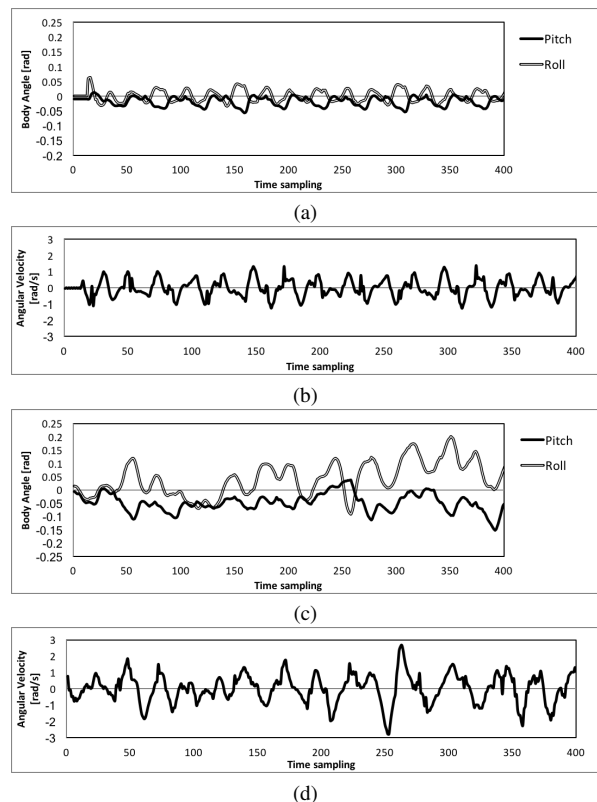 0.25
0.2
0.15
0.1
0.05
0
-0.05
-0.1
-0.15
-0.2
Body Angle [rad]
0 50 100 150 200 250 300 350 400
Time sampling
Pitch
Roll
(a)
3
2
1
0
-1
-2
-3
Angular Velocity
[rad/s]
0 50 100 150 200 250 300 350 400
Time sampling
(b)
0.25
0.2
0.15
0.1
0.05
0
-0.05
-0.1
-0.15
-0.2
-0.25
Body Angle [rad]
0 50 100 150 200 250 300 350 400
Time sampling
Pitch
Roll
(c)
3
2
1
0
-1
-2
-3
Angular Velocity
[rad/s]
0 50 100 150 200 250 300 350 400
Time sampling
(d)